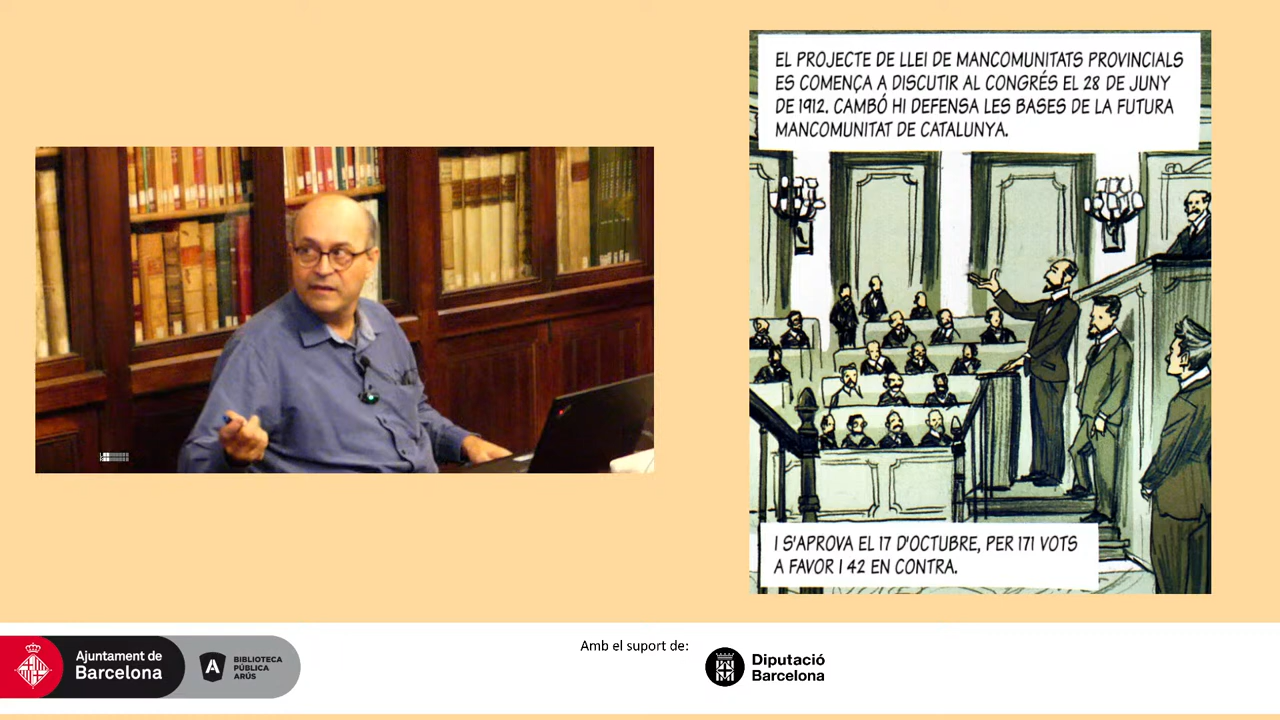 EL PROJECTE DE LLEI DE MANCOMUNITATS PROVINCIALS
ES COMENÇA A DISCUTIR AL CONGRÉS EL 28 DE JUNY
DE 1912. CAMBÓ HI DEFENSA LES BASES DE LA FUTURA
MANCOMUNITAT DE CATALUNYA.
I S'APROVA EL 17 D'OCTUBRE, PER 171 VOTS
A FAVOR I 42 EN CONTRA.
Ajuntament de
Barcelona
A
BIBLIOTECA
PÚBLICA
ARÚS
Amb el suport de:
Diputació
Barcelona